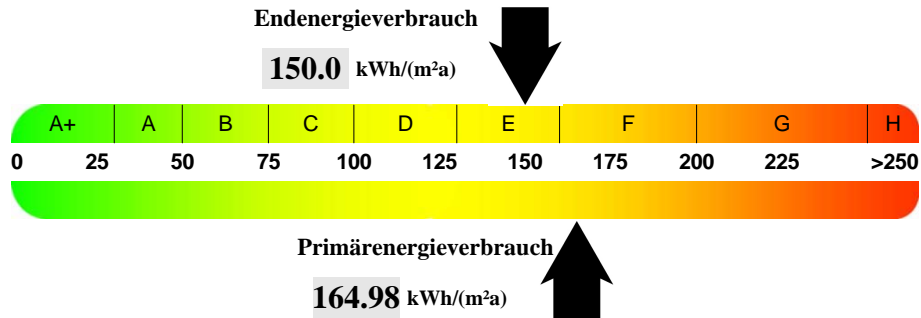 Endenergieverbrauch
150.0 kWh/(m²a)
A+ A B C D E F G H
0 25 50 75 100 125 150 175 200 225 >250
Primärenergieverbrauch
164.98 kWh/(m²a)